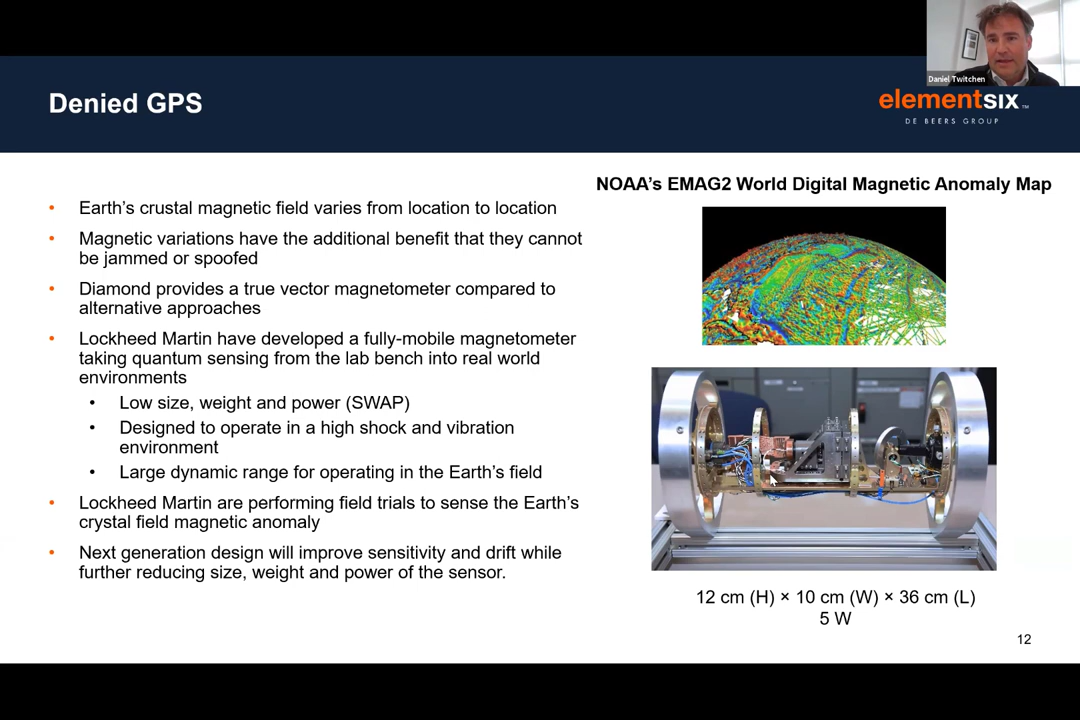 Daniel Twitchen
Denied GPS
elementsix™
DE BEERS GROUP
• Earth's crustal magnetic field varies from location to location
• Magnetic variations have the additional benefit that they cannot
be jammed or spoofed
• Diamond provides a true vector magnetometer compared to
alternative approaches
• Lockheed Martin have developed a fully-mobile magnetometer
taking quantum sensing from the lab bench into real world
environments
• Low size, weight and power (SWAP)
• Designed to operate in a high shock and vibration
environment
• Large dynamic range for operating in the Earth's field
• Lockheed Martin are performing field trials to sense the Earth's
crystal field magnetic anomaly
• Next generation design will improve sensitivity and drift while
further reducing size, weight and power of the sensor.
NOAA's EMAG2 World Digital Magnetic Anomaly Map
12 cm (H) × 10 cm (W) × 36 cm (L)
5 W
12